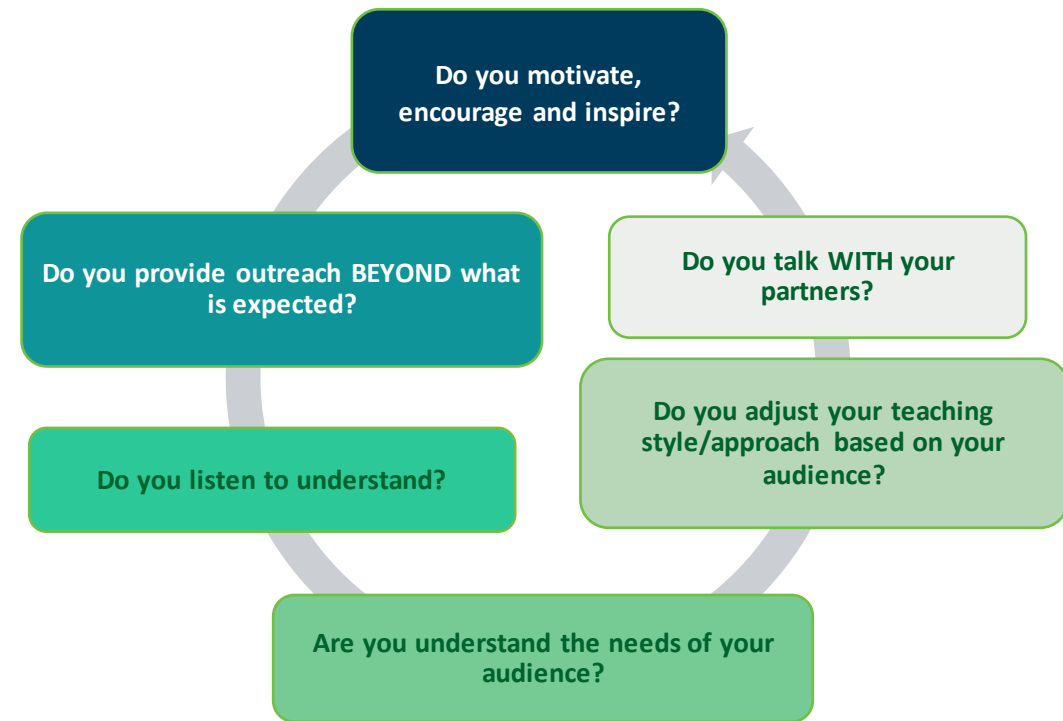 Do you motivate,
encourage and inspire?
Do you talk WITH your
partners?
Do you adjust your teaching
style/approach based on your
audience?
Are you understand the needs of your
audience?
Do you listen to understand?
Do you provide outreach BEYOND what
is expected?